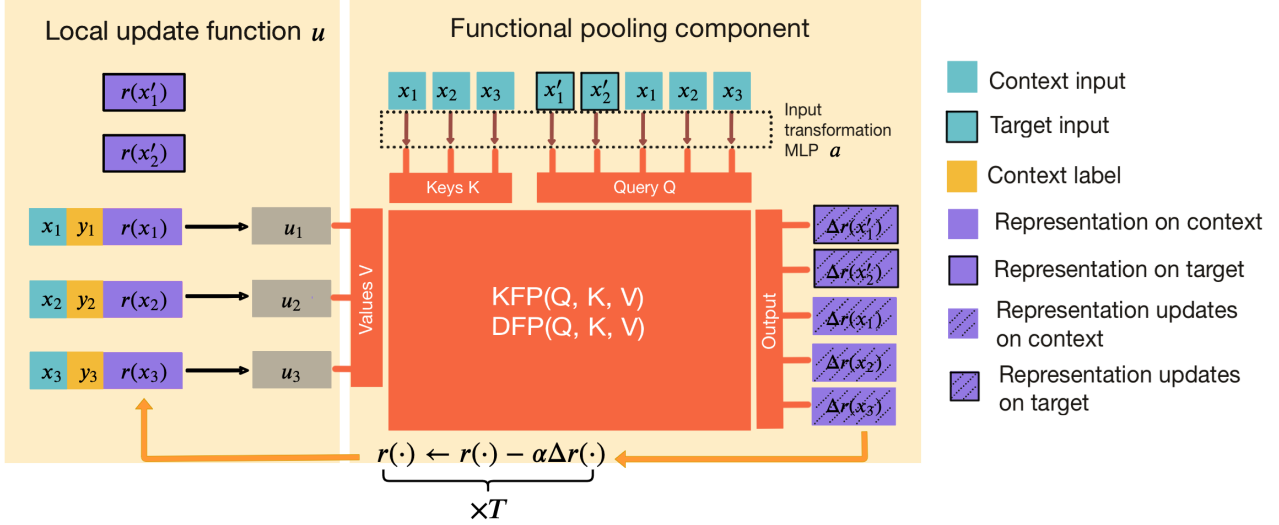 Local update function u
Functional pooling component
r(x′₁)
r(x′₂)
x₁ x₂ x₃ x′₁ x′₂ x₁ x₂ x₃
Input
transformation
MLP a
Keys K
Query Q
x₁ y₁ r(x₁) u₁
x₂ y₂ r(x₂) u₂
x₃ y₃ r(x₃) u₃
Values V
KFP(Q, K, V)
DFP(Q, K, V)
Output
Δr(x′₁)
Δr(x′₂)
Δr(x₁)
Δr(x₂)
Δr(x₃)
r(·) ← r(·) − αΔr(·)
×T
Context input
Target input
Context label
Representation on context
Representation on target
Representation updates
on context
Representation updates
on target